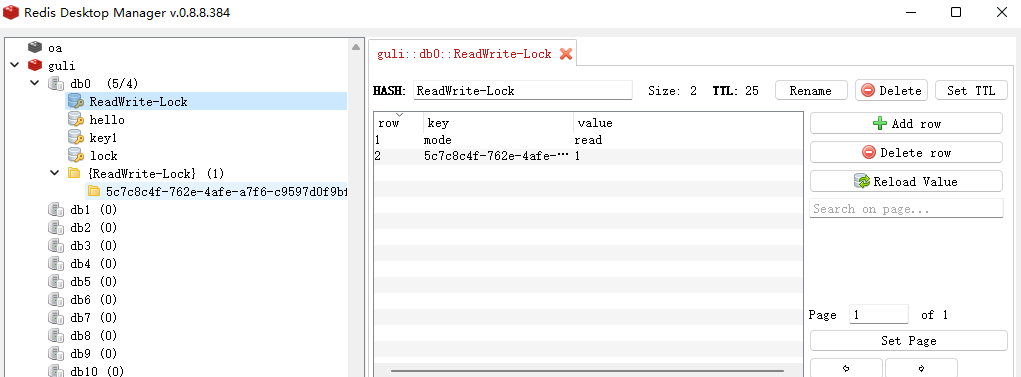 Redis Desktop Manager v.0.8.8.384
oa
guli
db0 (5/4)
ReadWrite-Lock
hello
key1
lock
{ReadWrite-Lock} (1)
5c7c8c4f-762e-4afe-a7f6-c9597d0f9bf
db1 (0)
db2 (0)
db3 (0)
db4 (0)
db5 (0)
db6 (0)
db7 (0)
db8 (0)
db9 (0)
db10 (0)
guli::db0::ReadWrite-Lock
HASH: ReadWrite-Lock Size: 2 TTL: 25 Rename Delete Set TTL
row key value
1 mode read
2 5c7c8c4f-762e-4afe-⋯ 1
Add row
Delete row
Reload Value
Search on page...
Page 1 of 1
Set Page